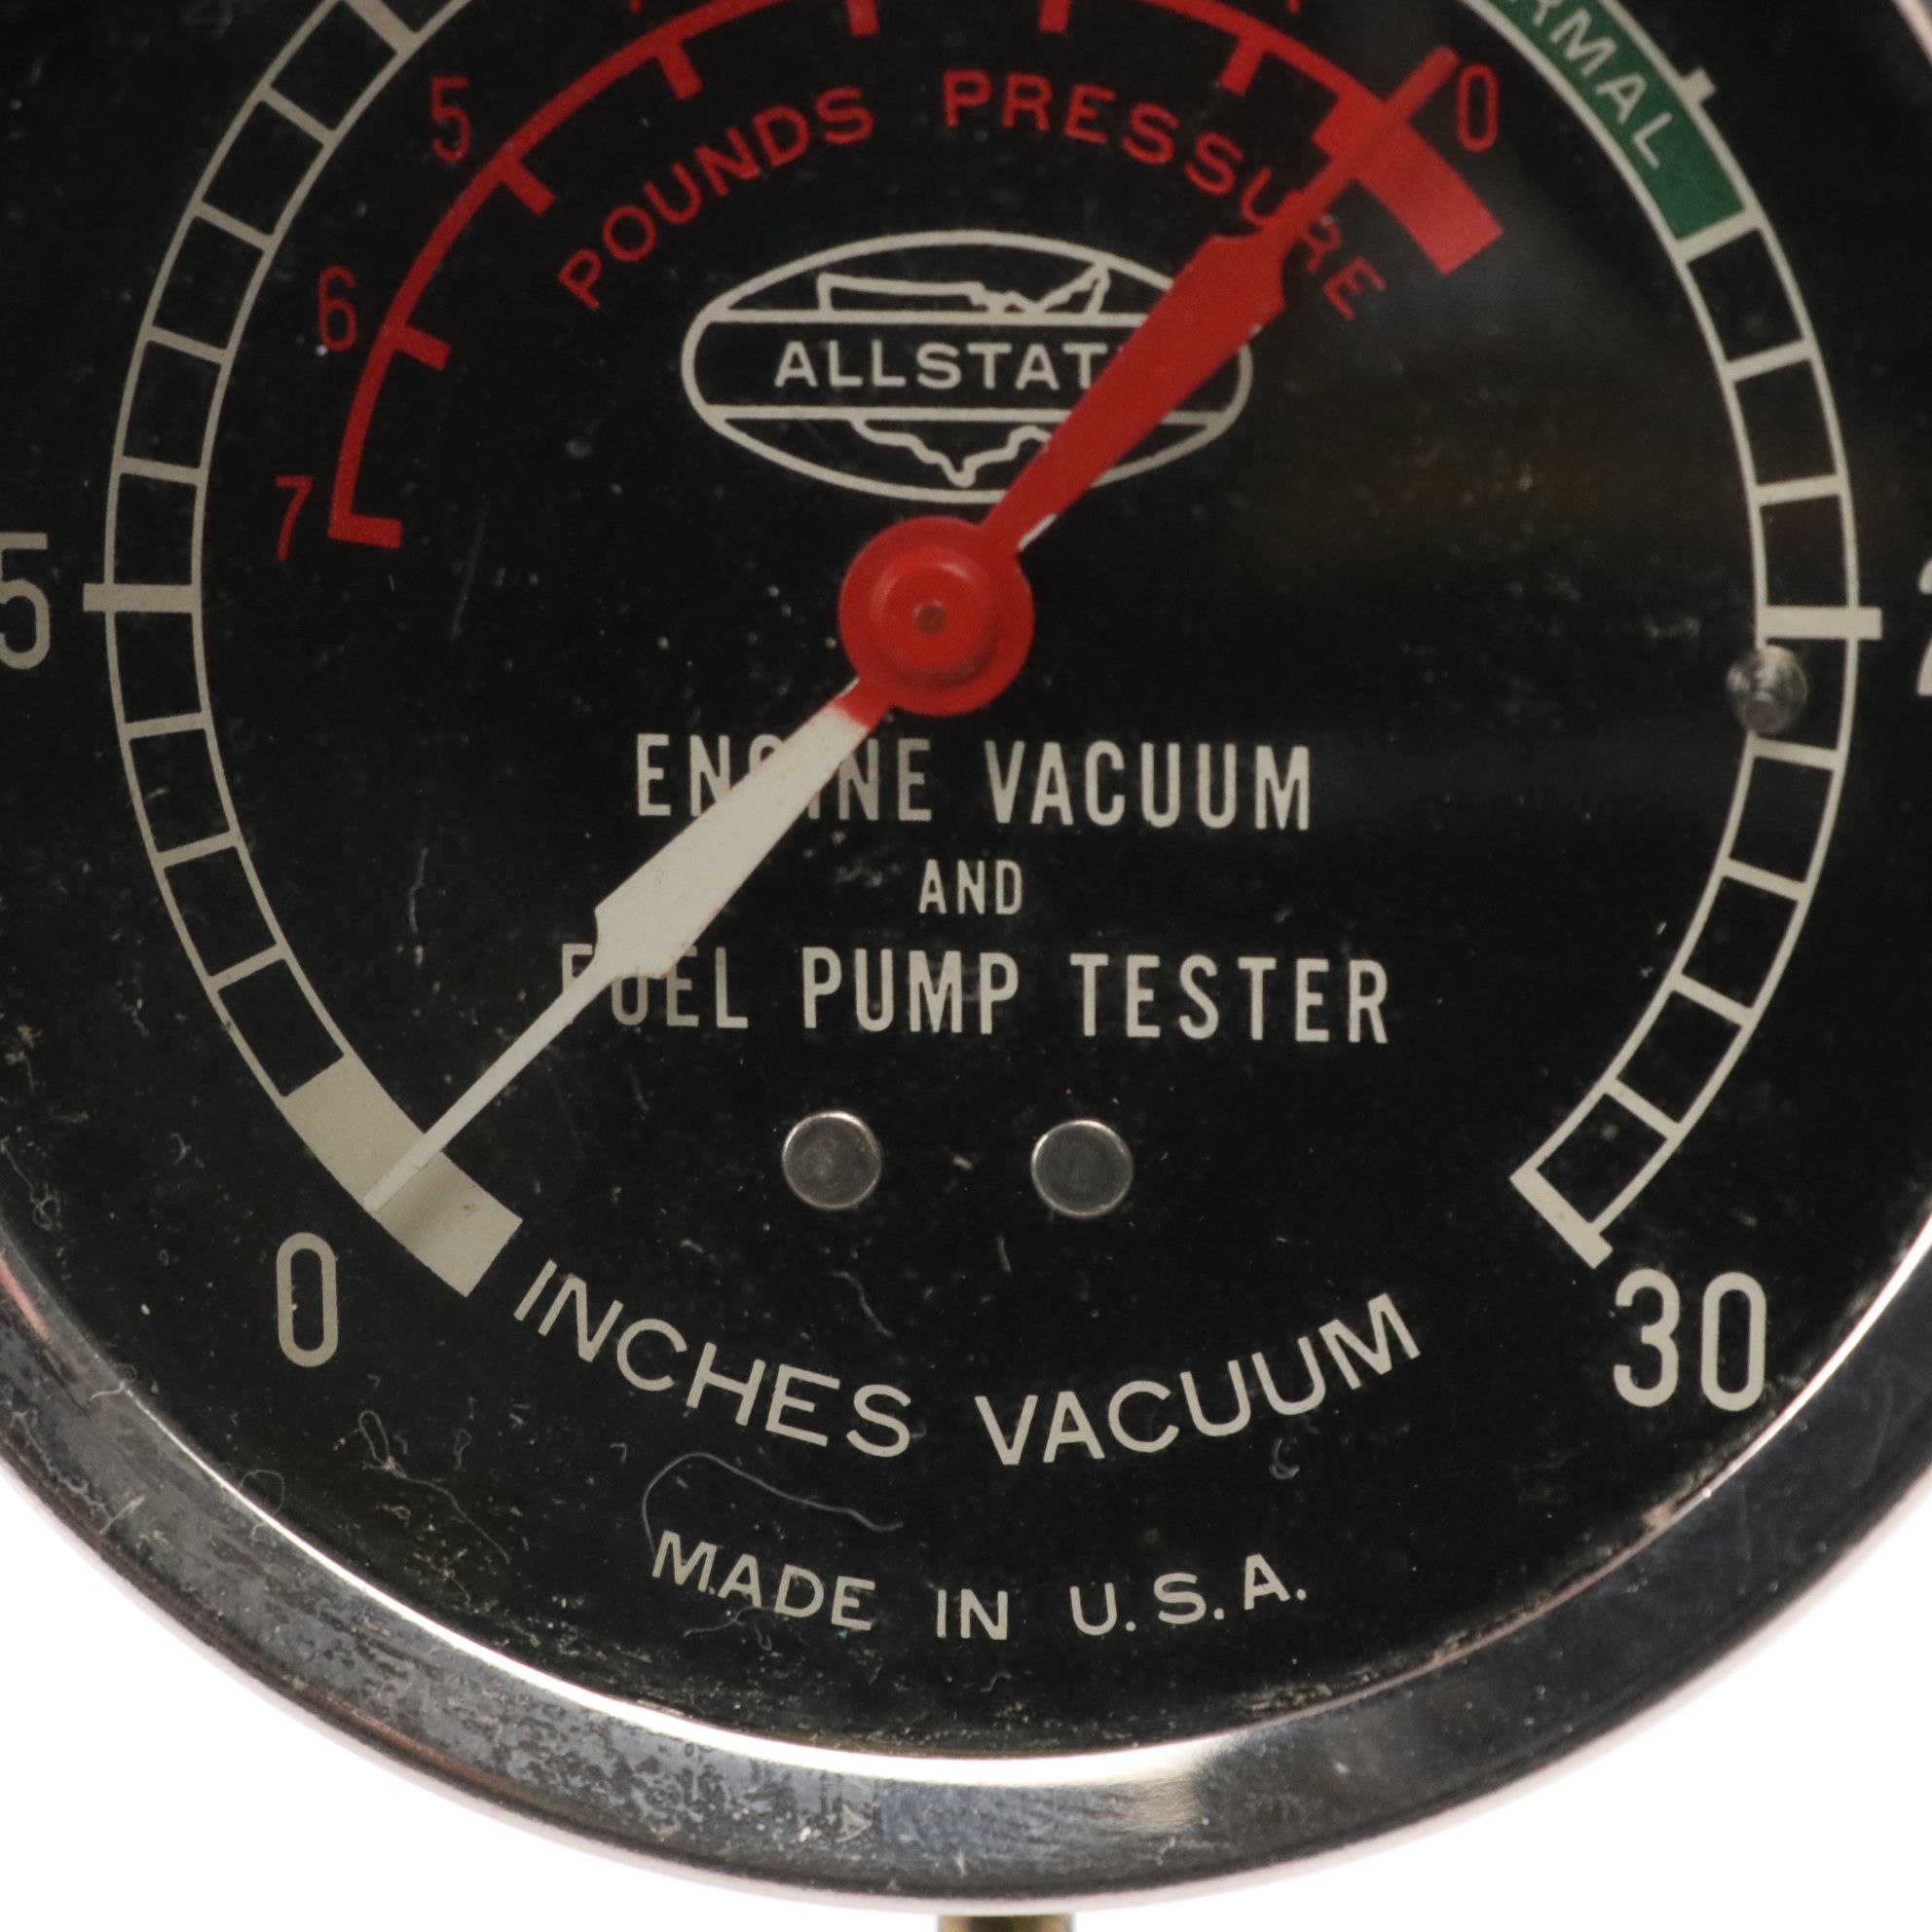 RMAL
0
5
POUNDS PRESSURE
6
ALLSTAT
7
5
ENGINE VACUUM
AND
FUEL PUMP TESTER
0
30
INCHES VACUUM
MADE IN U.S.A.